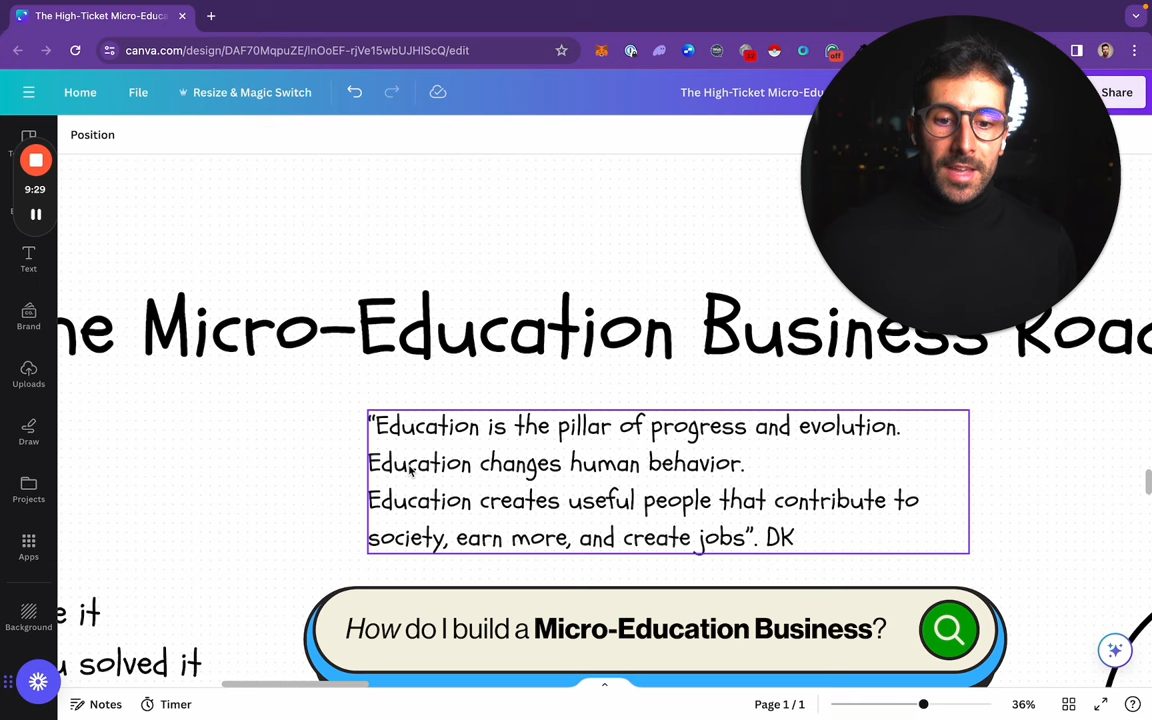 The High-Ticket Micro-Educa
canva.com/design/DAF70MqpuZE/InOoEF-rjVe15wbUJHIScQ/edit
off
Home
File
Resize & Magic Switch
The High-Ticket Micro-Edu
Share
Position
9:29
Text
Brand
Uploads
Draw
Projects
Apps
Background
ne Micro-Education Business Roa
“Education is the pillar of progress and evolution.
Education changes human behavior.
Education creates useful people that contribute to
society, earn more, and create jobs”. DK
How do I build a Micro-Education Business?
e it
u solved it
Notes
Timer
Page 1 / 1
36%